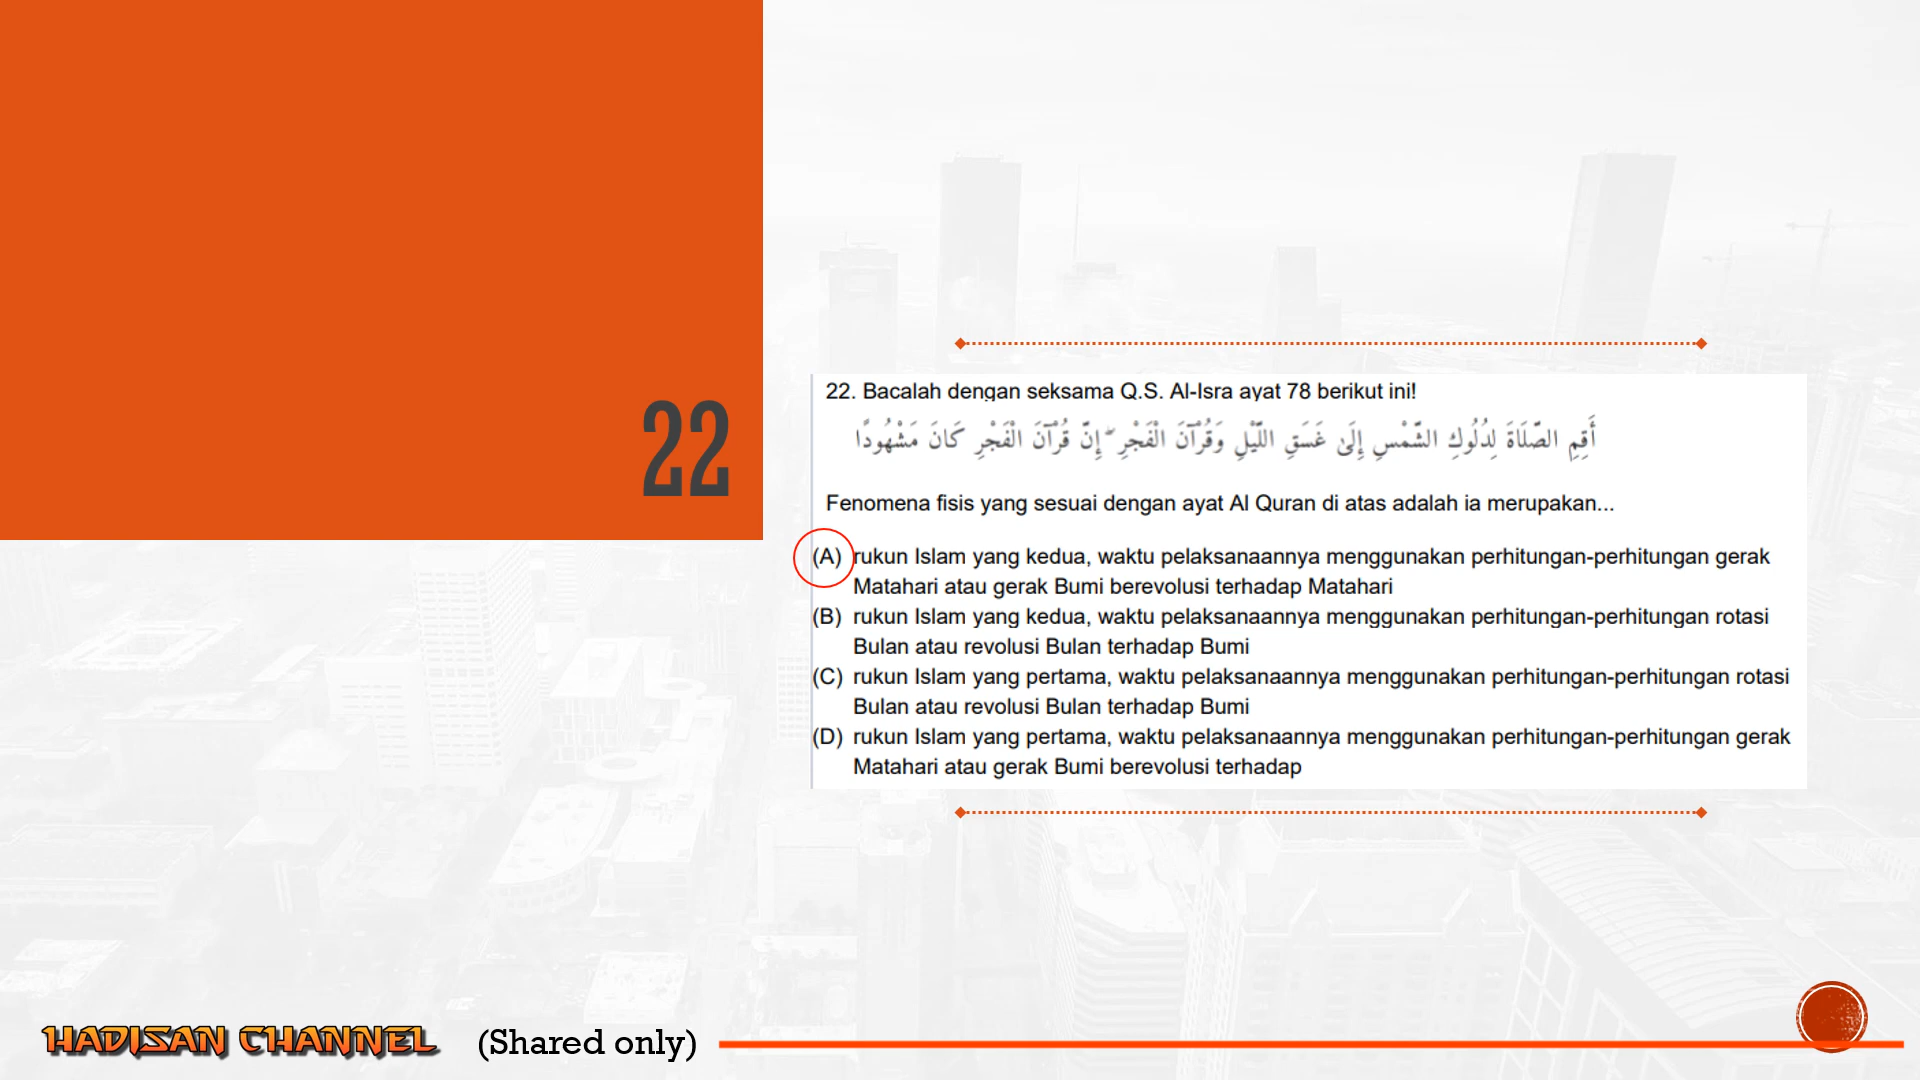 22
22. Bacalah dengan seksama Q.S. Al-Isra ayat 78 berikut ini!
أَقِمِ الصَّلَاةَ لِدُلُوكِ الشَّمْسِ إِلَىٰ غَسَقِ اللَّيْلِ وَقُرْآنَ الْفَجْرِ ۖ إِنَّ قُرْآنَ الْفَجْرِ كَانَ مَشْهُودًا
Fenomena fisis yang sesuai dengan ayat Al Quran di atas adalah ia merupakan...
(A) rukun Islam yang kedua, waktu pelaksanaannya menggunakan perhitungan-perhitungan gerak
Matahari atau gerak Bumi berevolusi terhadap Matahari
(B) rukun Islam yang kedua, waktu pelaksanaannya menggunakan perhitungan-perhitungan rotasi
Bulan atau revolusi Bulan terhadap Bumi
(C) rukun Islam yang pertama, waktu pelaksanaannya menggunakan perhitungan-perhitungan rotasi
Bulan atau revolusi Bulan terhadap Bumi
(D) rukun Islam yang pertama, waktu pelaksanaannya menggunakan perhitungan-perhitungan gerak
Matahari atau gerak Bumi berevolusi terhadap
HADISAN CHANNEL (Shared only)